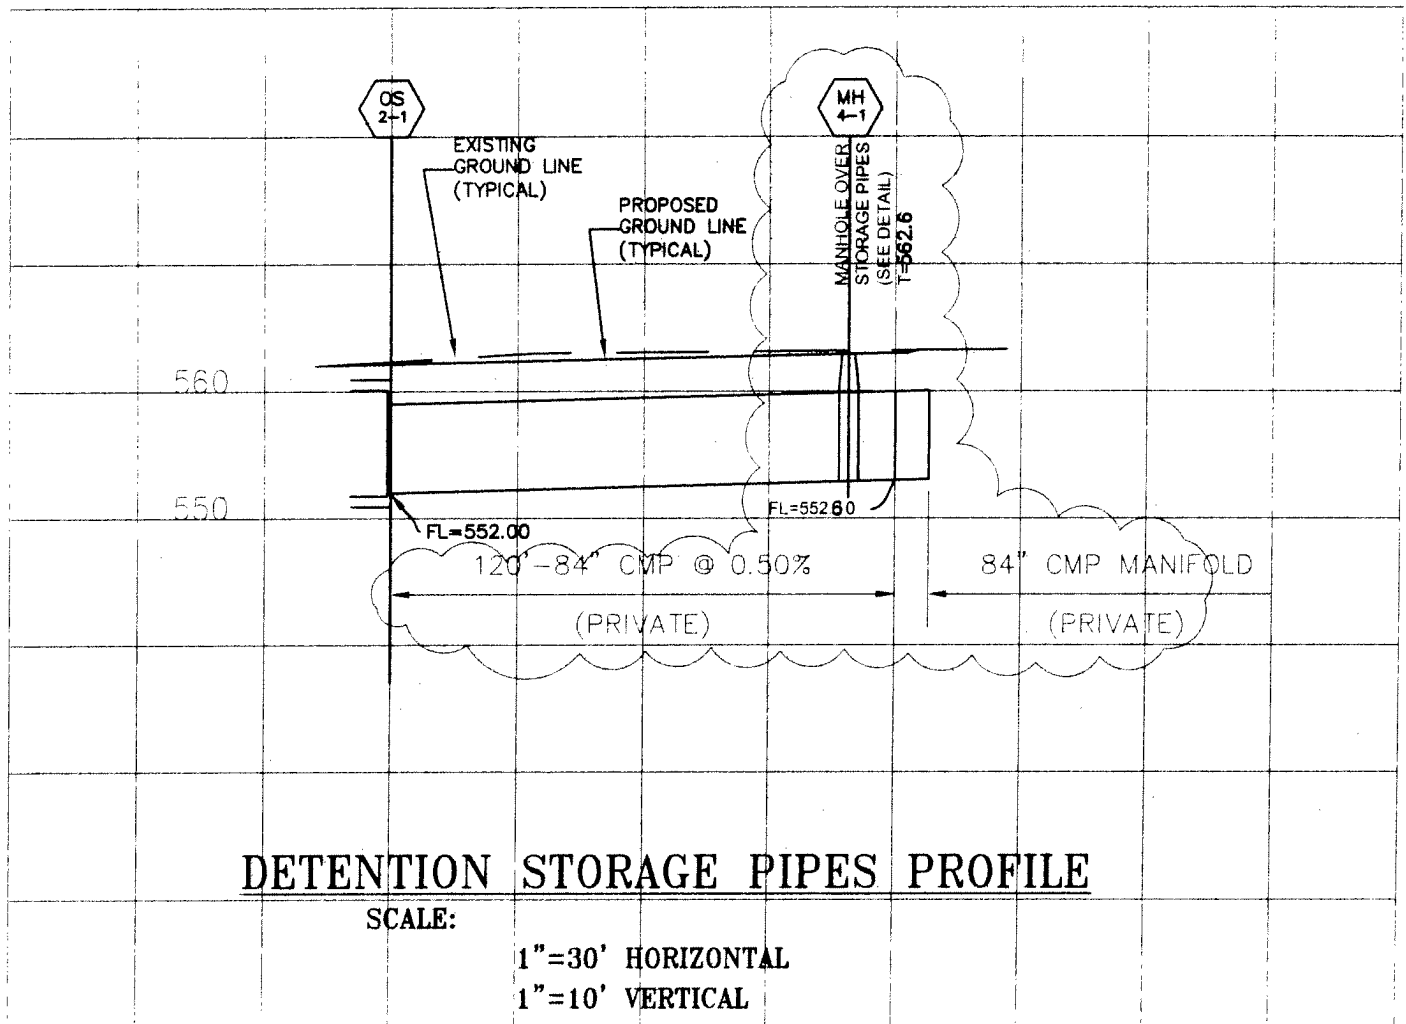 OS
2-1
MH
4-1
EXISTING
GROUND LINE
(TYPICAL)
PROPOSED
GROUND LINE
(TYPICAL)
MANHOLE OVER
STORAGE PIPES
(SEE DETAIL)
T=562.6
560
550
FL=552.00
FL=552.60
120'-84" CMP @ 0.50%
(PRIVATE)
84" CMP MANIFOLD
(PRIVATE)
DETENTION STORAGE PIPES PROFILE
SCALE:
1"=30' HORIZONTAL
1"=10' VERTICAL